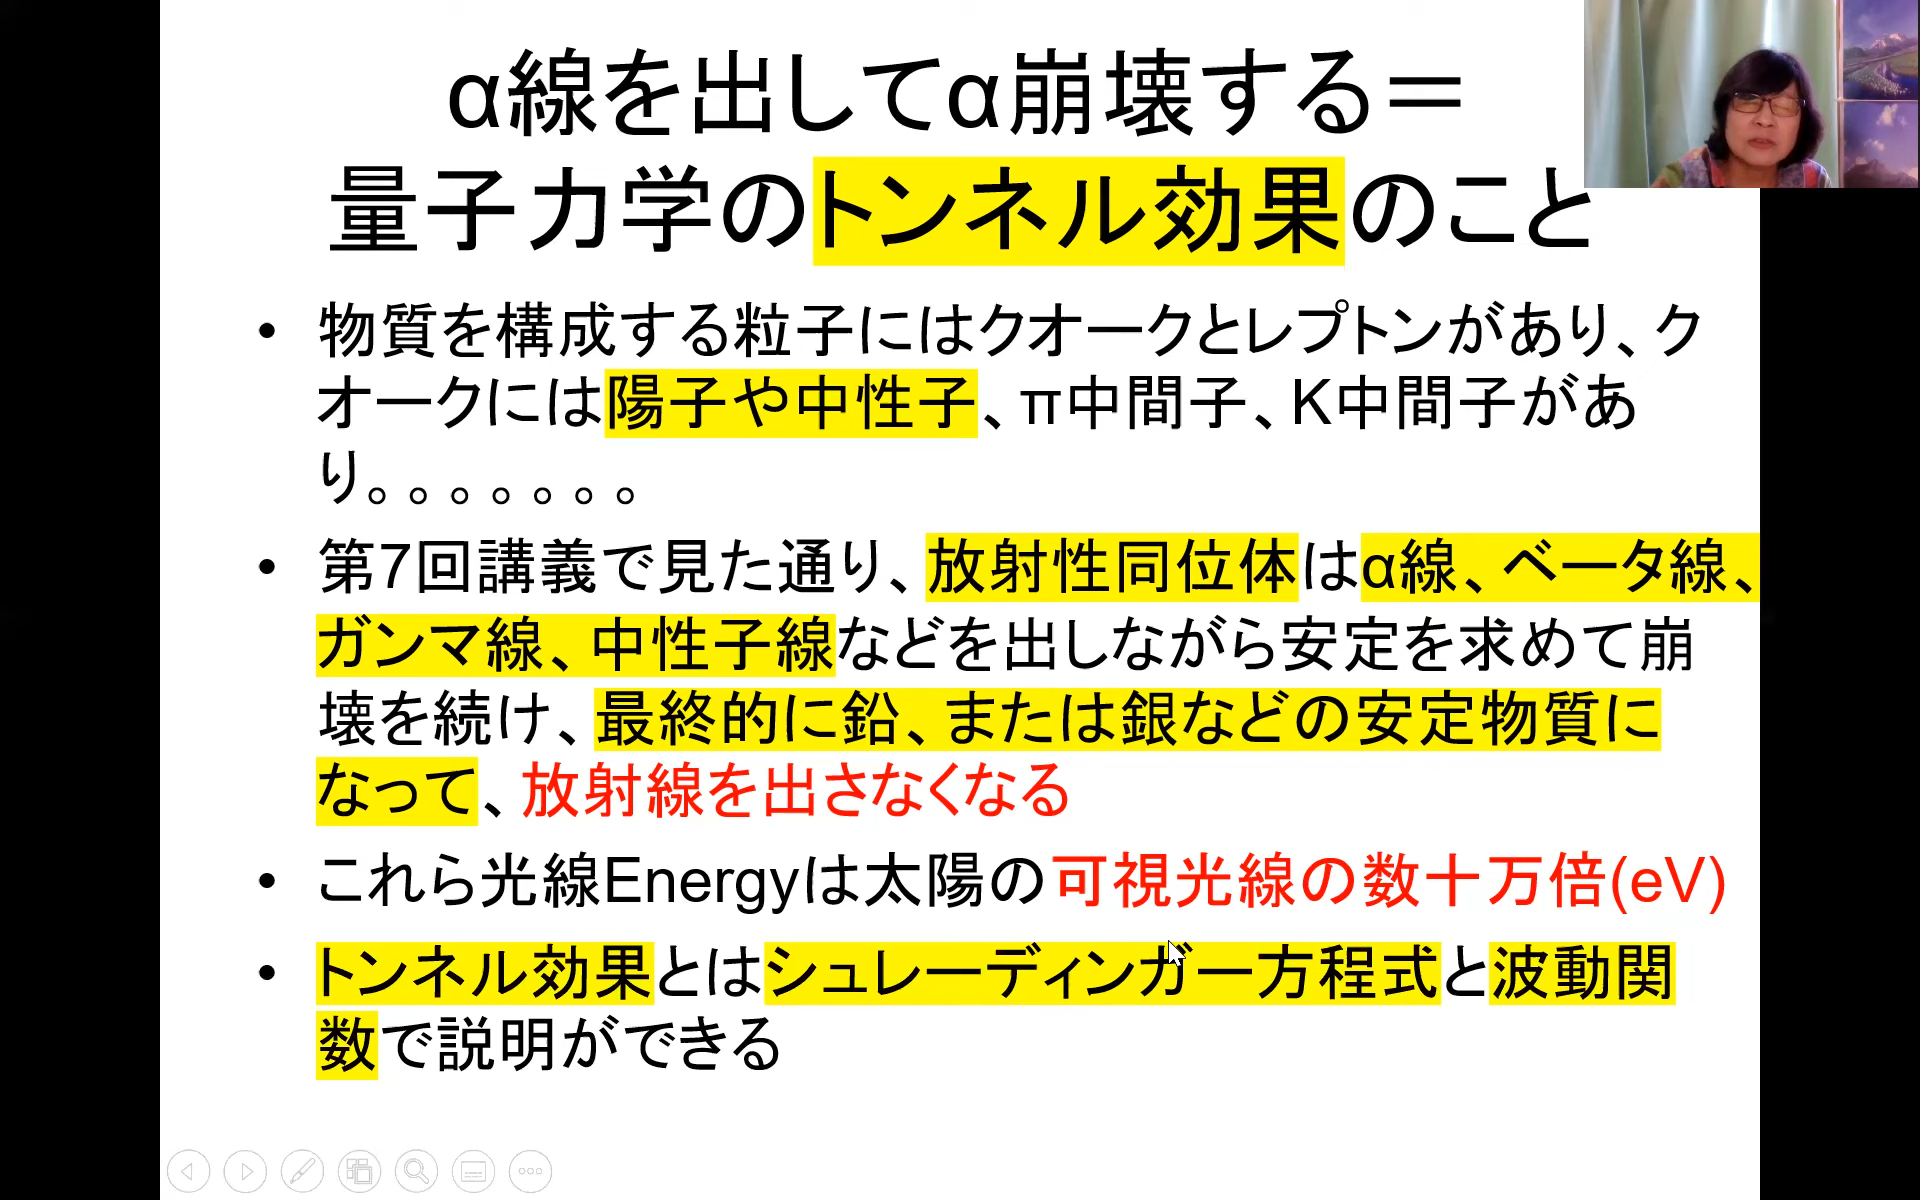 α線を出してα崩壊する＝
量子力学のトンネル効果のこと
• 物質を構成する粒子にはクオークとレプトンがあり、ク
オークには陽子や中性子、π中間子、K中間子があ
り。。。。。。。
• 第7回講義で見た通り、放射性同位体はα線、ベータ線、
ガンマ線、中性子線などを出しながら安定を求めて崩
壊を続け、最終的に鉛、または銀などの安定物質に
なって、放射線を出さなくなる
• これら光線Energyは太陽の可視光線の数十万倍(eV)
• トンネル効果とはシュレーディンガー方程式と波動関
数で説明ができる